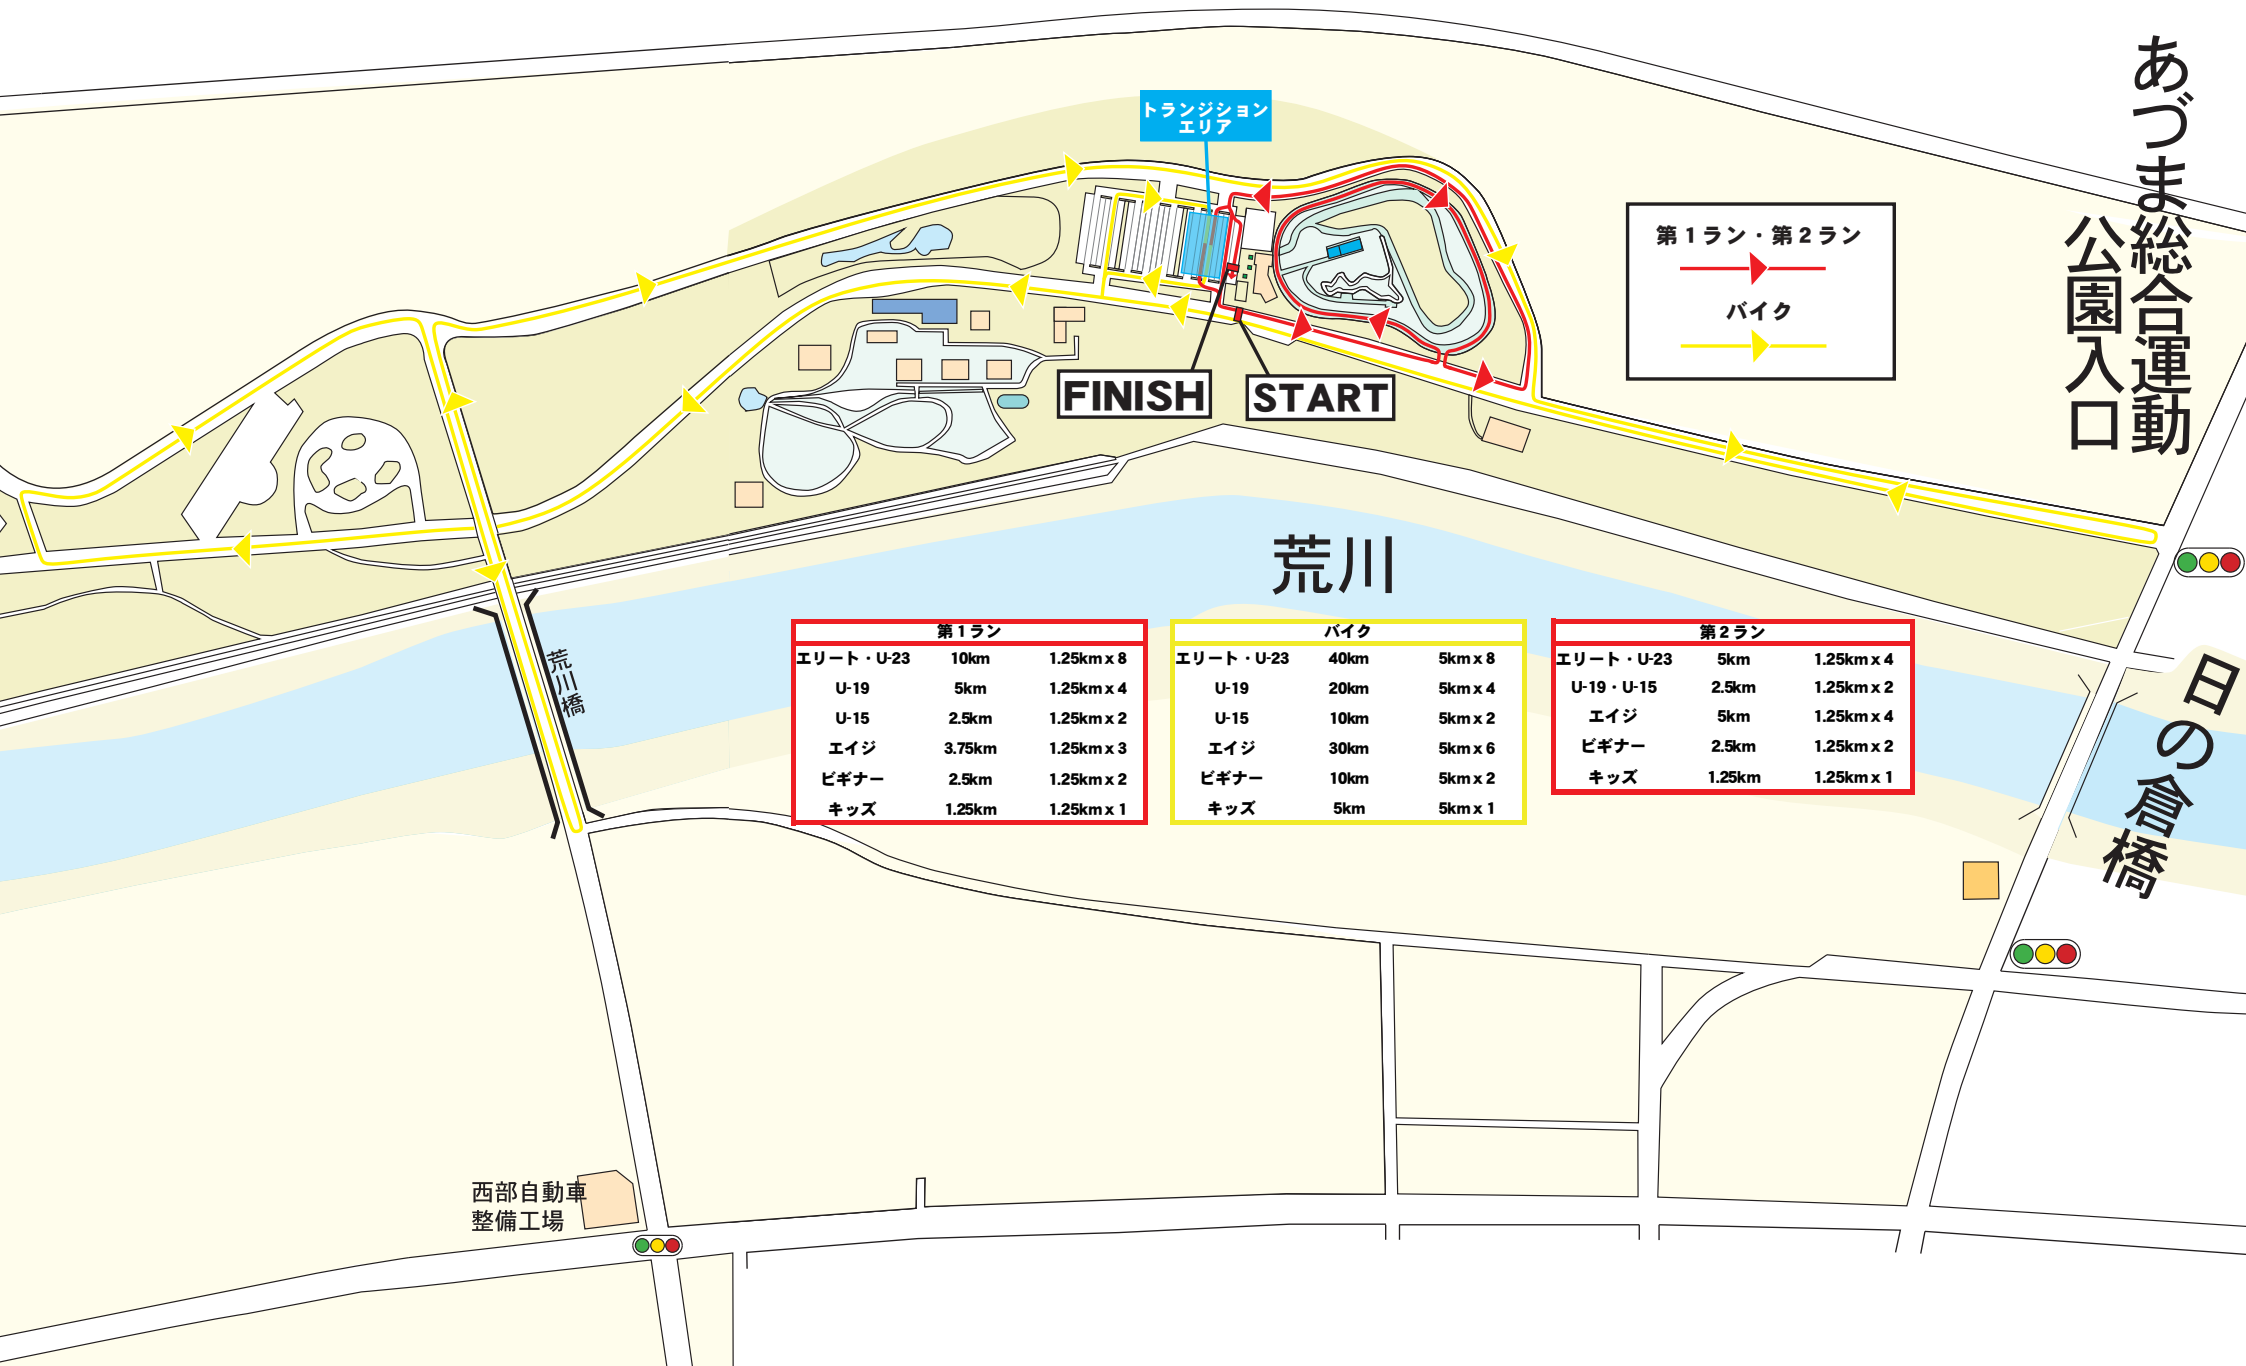 あづま総合運動
公園入口
トランジション
エリア
第1ラン・第2ラン
バイク
FINISH
START
荒川
荒川橋
日の倉橋
第1ラン
エリート・U-23 10km 1.25km x 8
U-19 5km 1.25km x 4
U-15 2.5km 1.25km x 2
エイジ 3.75km 1.25km x 3
ビギナー 2.5km 1.25km x 2
キッズ 1.25km 1.25km x 1
バイク
エリート・U-23 40km 5km x 8
U-19 20km 5km x 4
U-15 10km 5km x 2
エイジ 30km 5km x 6
ビギナー 10km 5km x 2
キッズ 5km 5km x 1
第2ラン
エリート・U-23 5km 1.25km x 4
U-19・U-15 2.5km 1.25km x 2
エイジ 5km 1.25km x 4
ビギナー 2.5km 1.25km x 2
キッズ 1.25km 1.25km x 1
西部自動車
整備工場